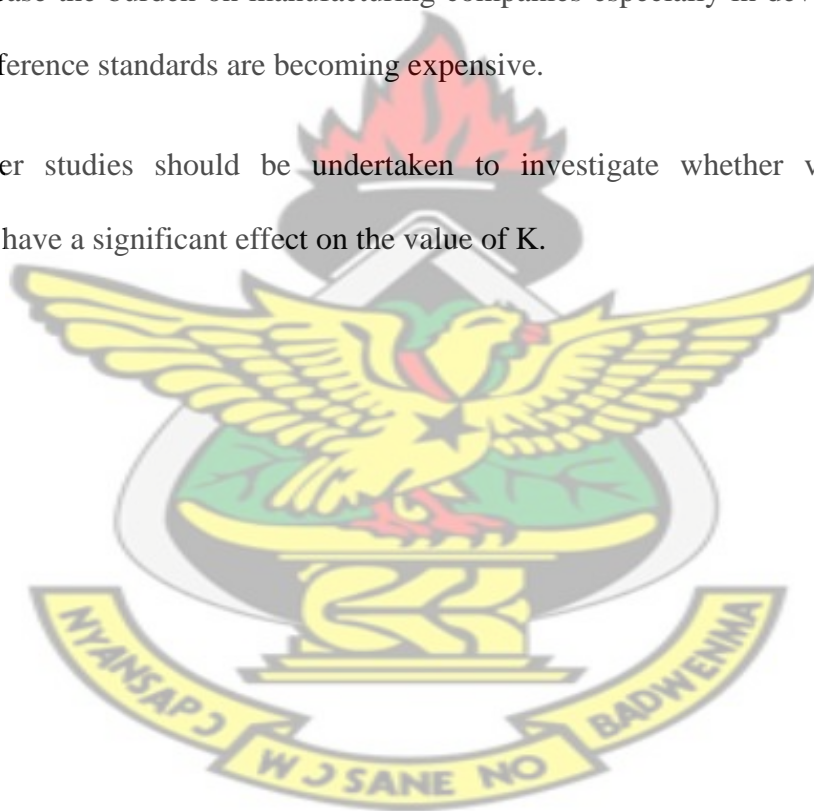 ease the burden on manufacturing companies especially in dev
ference standards are becoming expensive.
er studies should be undertaken to investigate whether v
have a significant effect on the value of K.
NYANSAPƆ WƆSANE NO BADWENMA